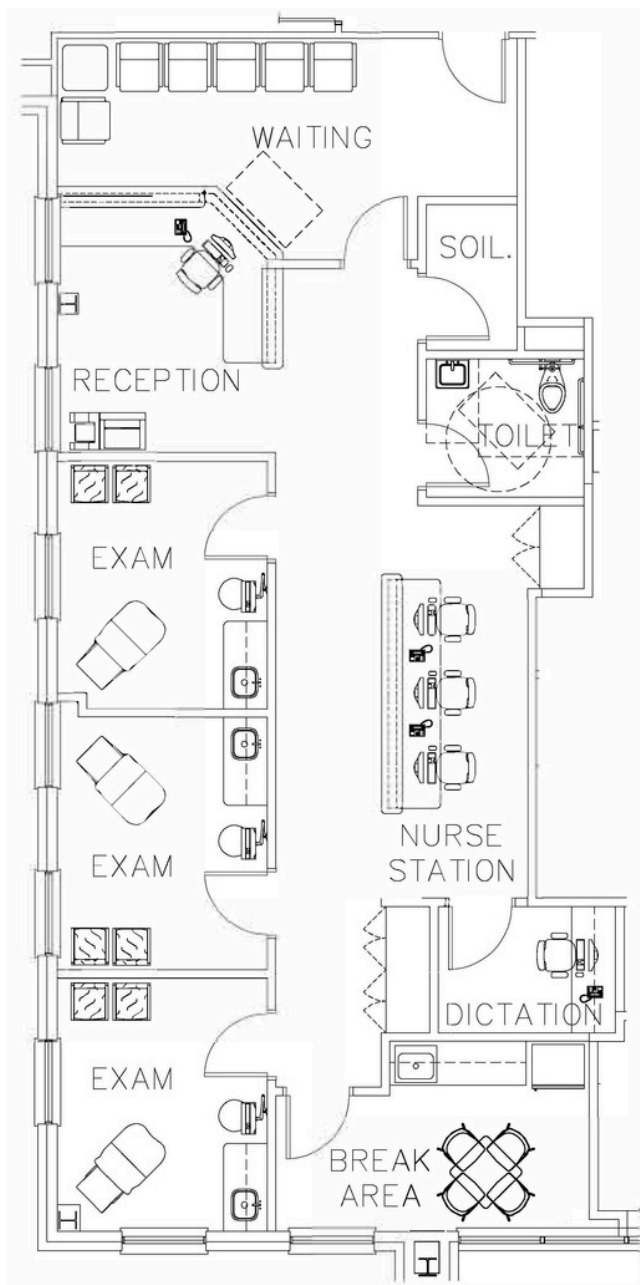 WAITING
SOIL.
RECEPTION
TOILET
EXAM
EXAM
NURSE
STATION
EXAM
DICTATION
BREAK
AREA